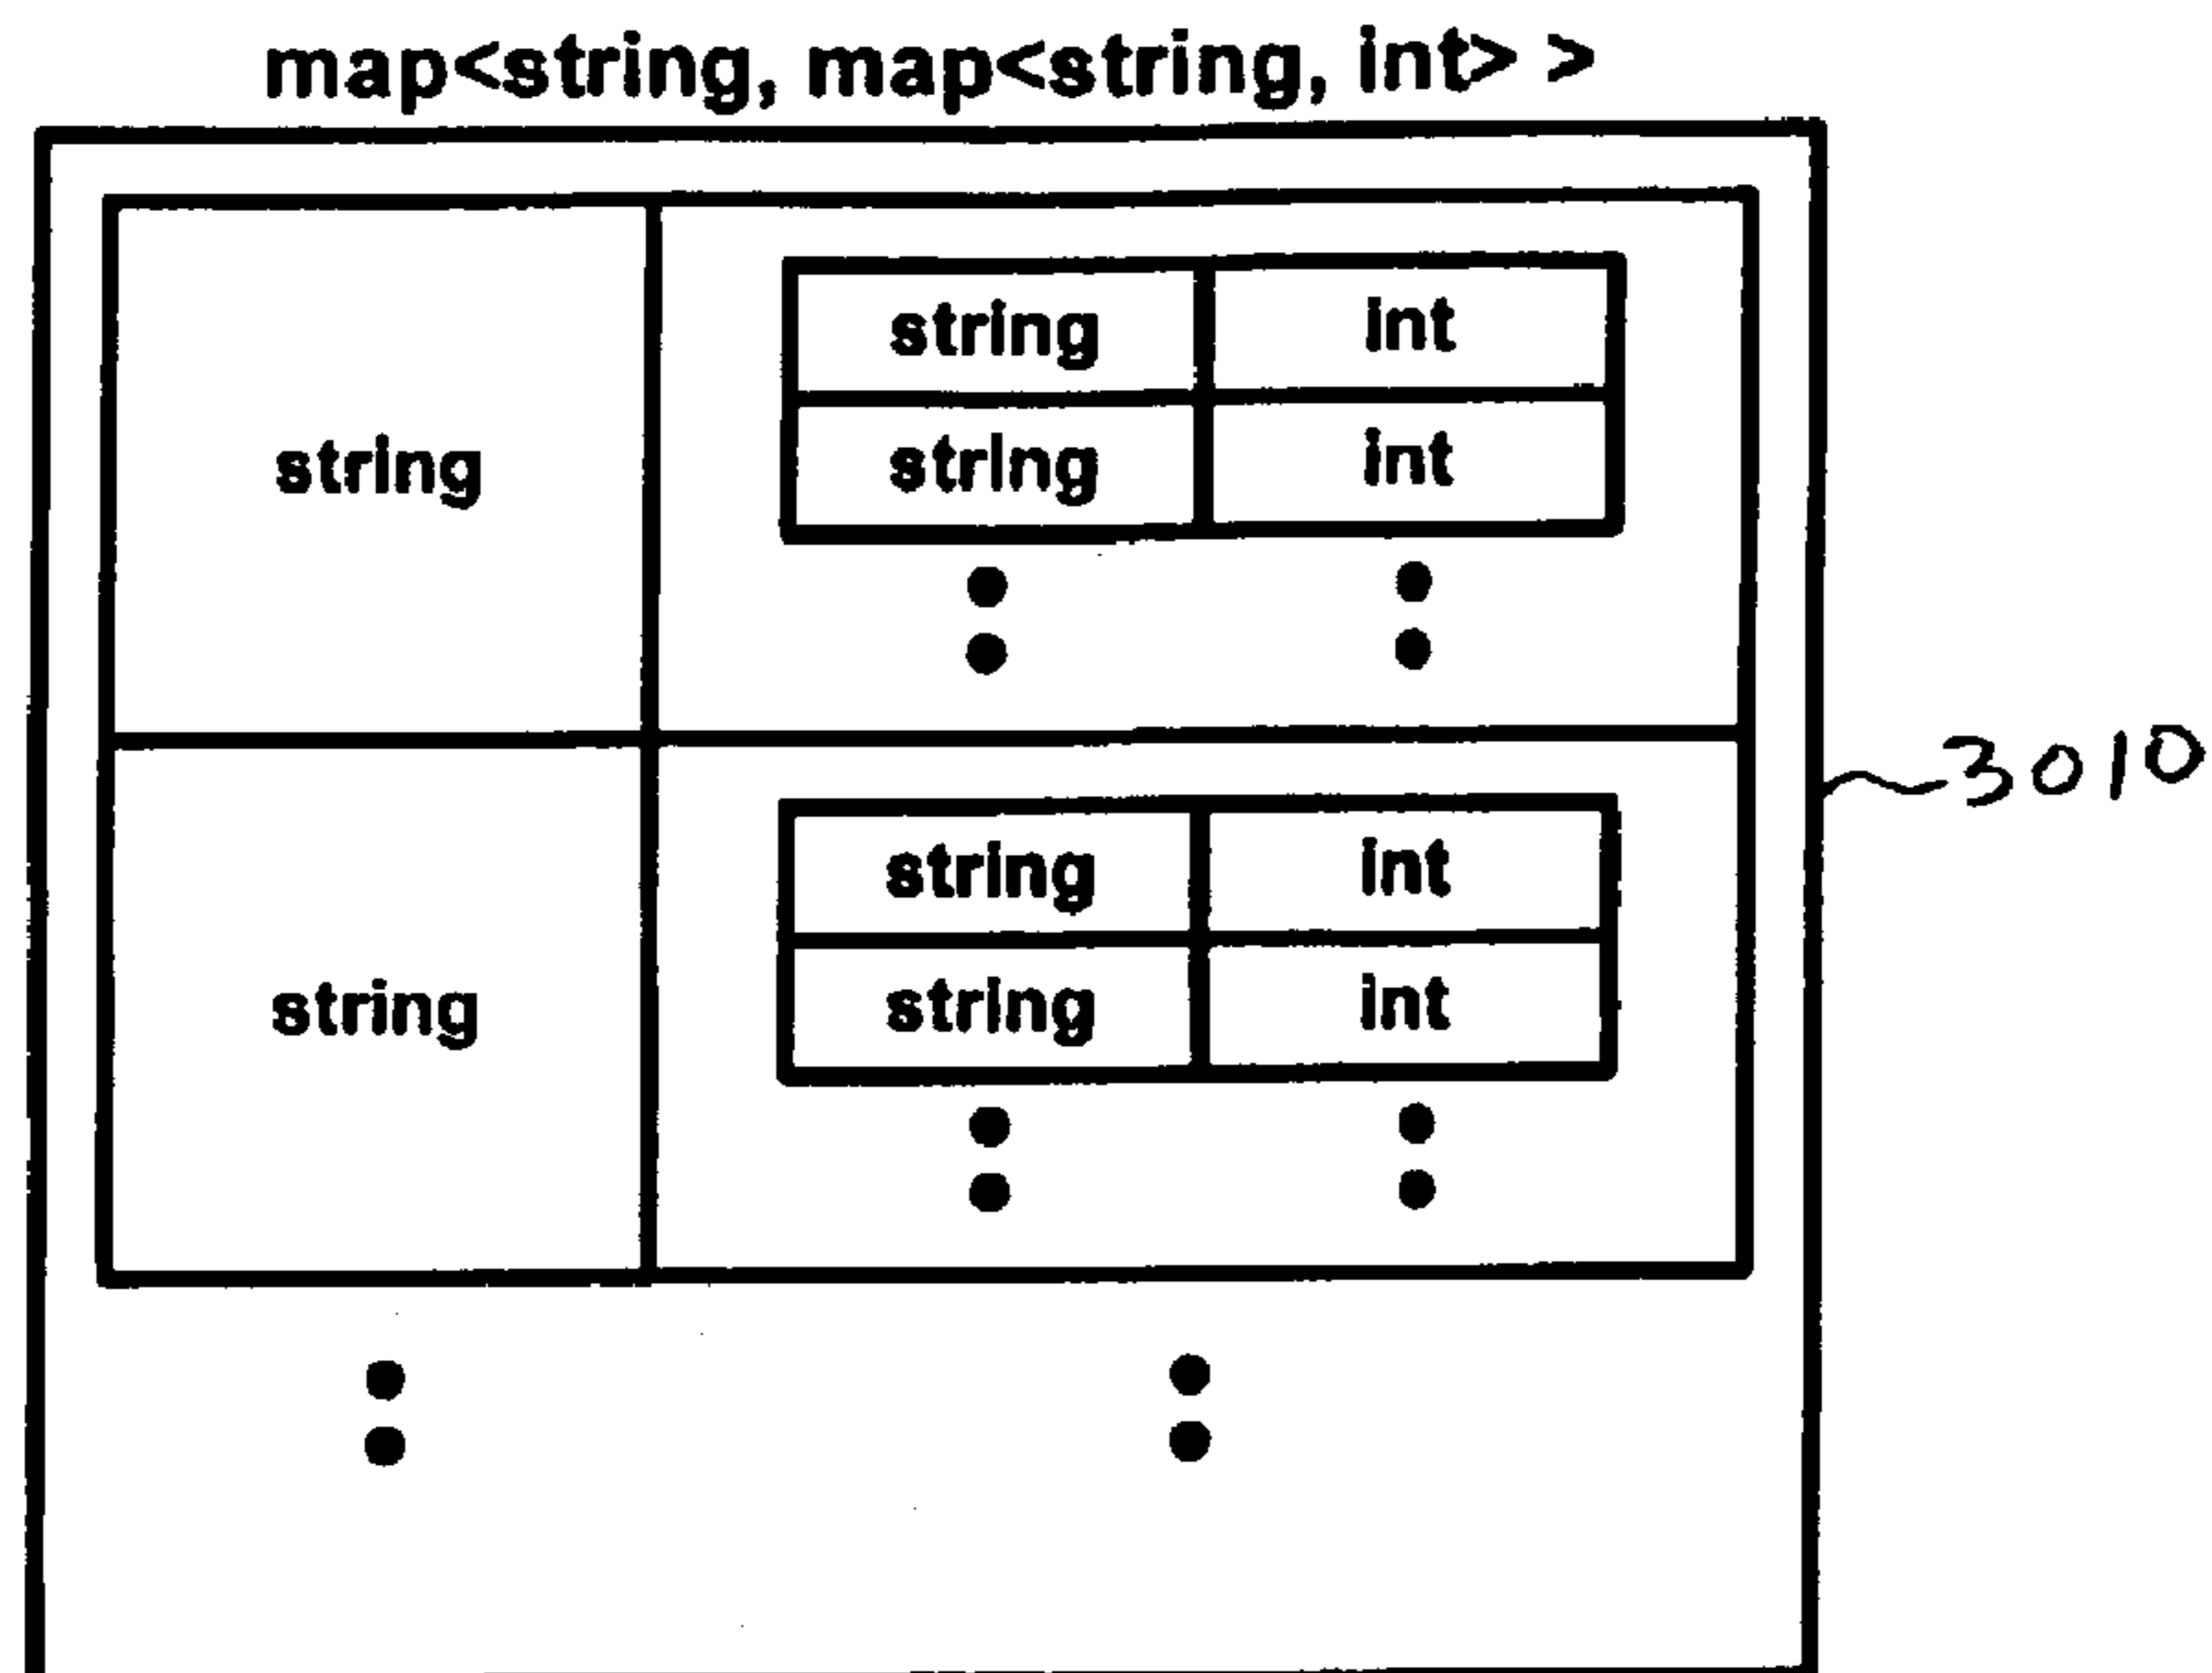 map<string, map<string, int> >
string int
string
string int
3010
string int
string
string int